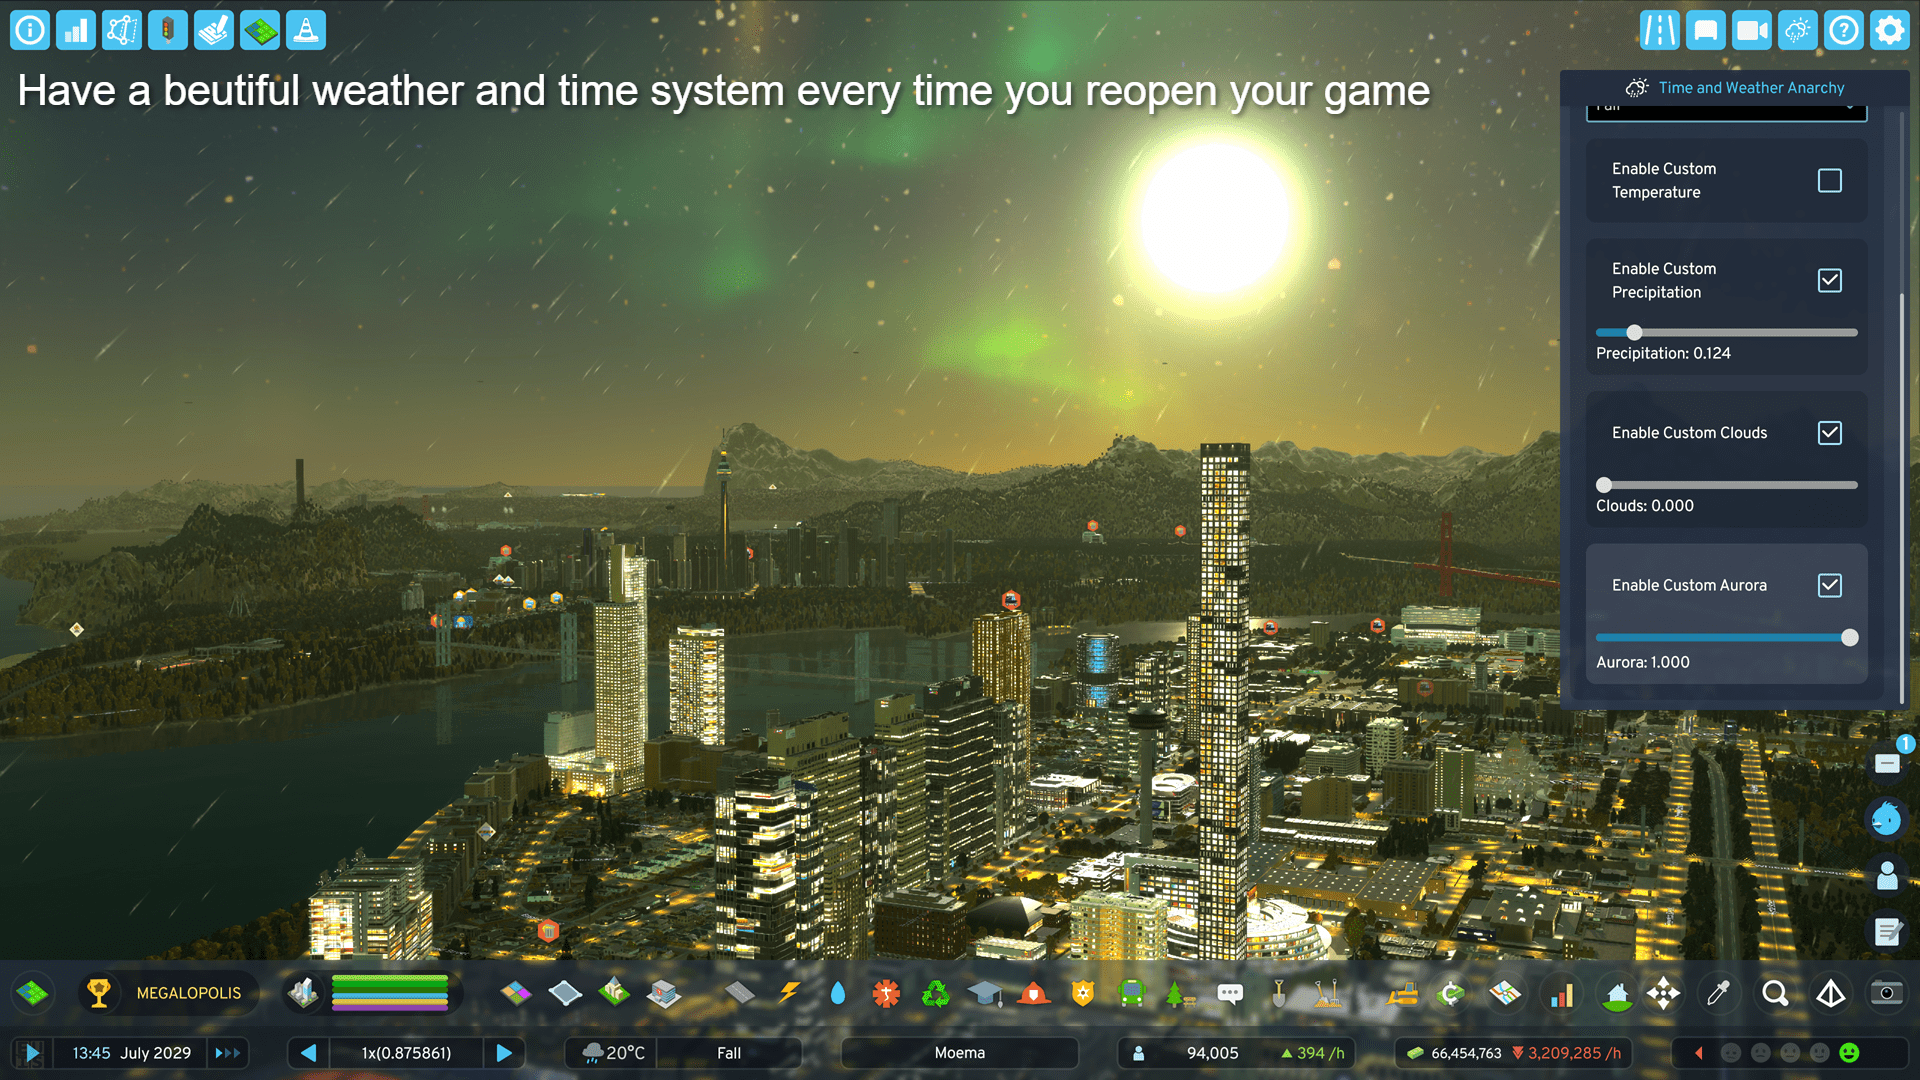 Have a beutiful weather and time system every time you reopen your game
Time and Weather Anarchy
Enable Custom
Temperature
Enable Custom
Precipitation
Precipitation: 0.124
Enable Custom Clouds
Clouds: 0.000
Enable Custom Aurora
Aurora: 1.000
1
MEGALOPOLIS
13:45 July 2029
1x(0.875861)
20°C
Fall
Moema
94,005
394 /h
66,454,763
3,209,285 /h